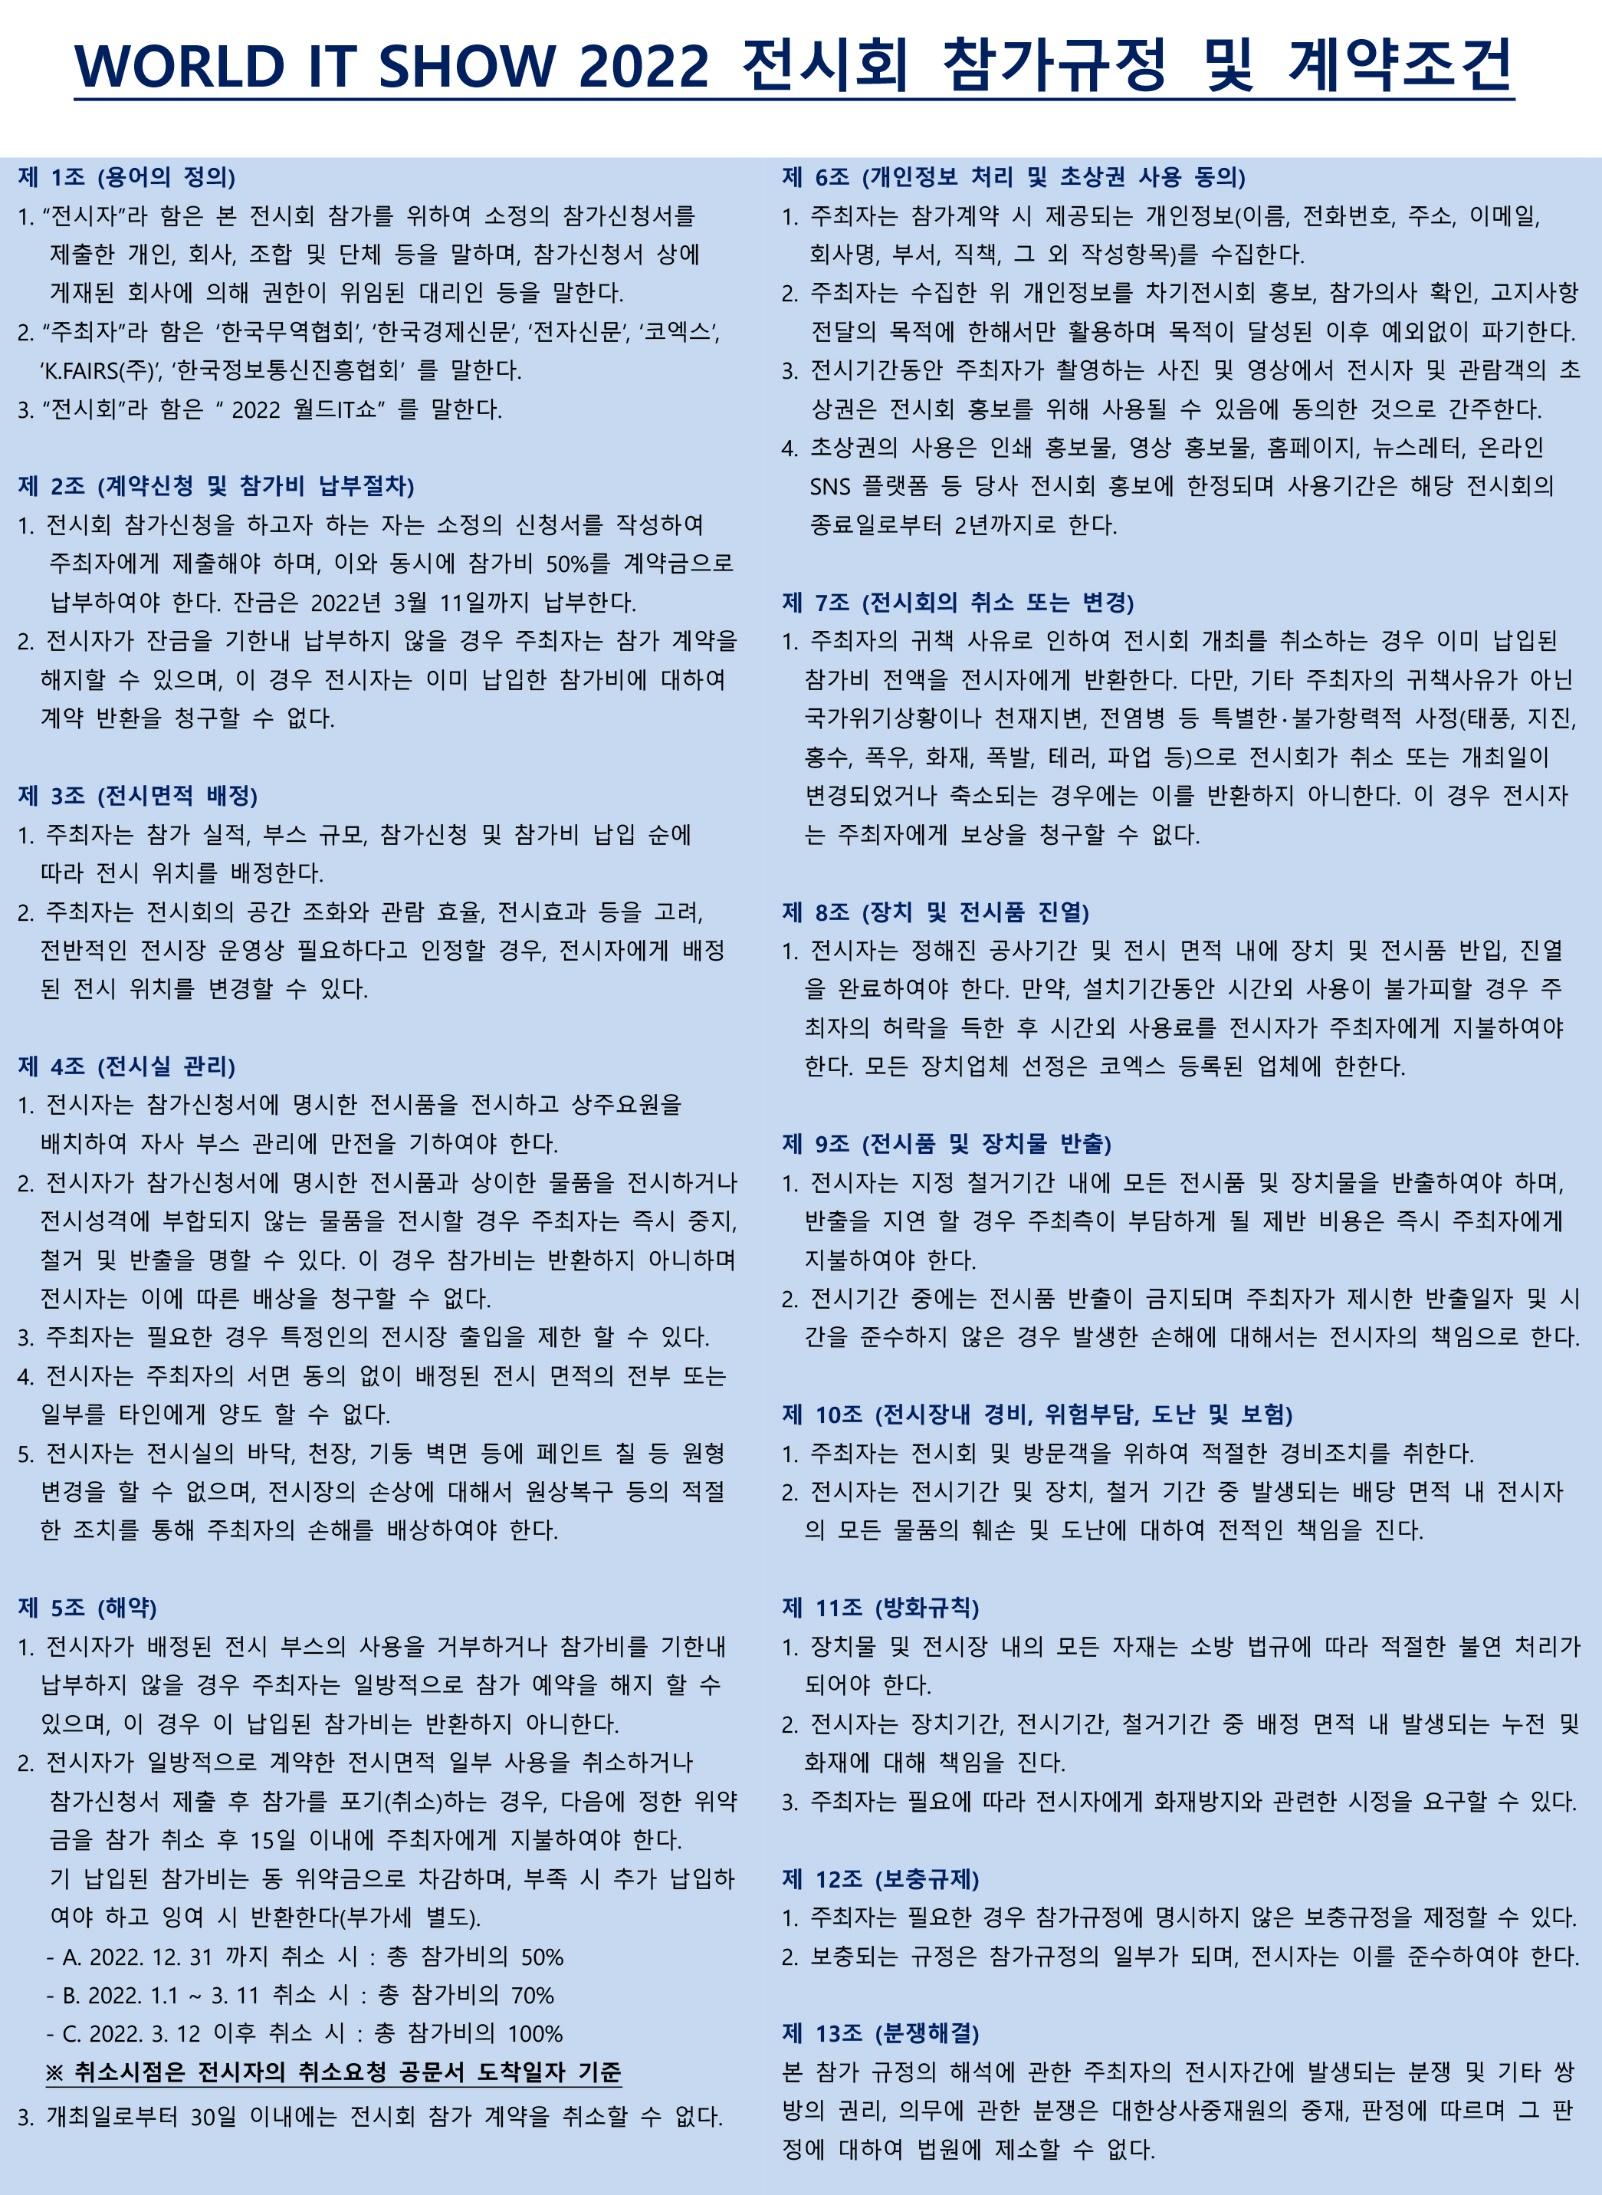 WORLD IT SHOW 2022 전시회 참가규정 및 계약조건
제 1조 (용어의 정의)
1. “전시자”라 함은 본 전시회 참가를 위하여 소정의 참가신청서를
제출한 개인, 회사, 조합 및 단체 등을 말하며, 참가신청서 상에
게재된 회사에 의해 권한이 위임된 대리인 등을 말한다.
2. “주최자”라 함은 ‘한국무역협회’, ‘한국경제신문’, ‘전자신문’, ‘코엑스’,
‘K.FAIRS(주)’, ‘한국정보통신진흥협회’ 를 말한다.
3. “전시회”라 함은 “ 2022 월드IT쇼” 를 말한다.
제 2조 (계약신청 및 참가비 납부절차)
1. 전시회 참가신청을 하고자 하는 자는 소정의 신청서를 작성하여
주최자에게 제출해야 하며, 이와 동시에 참가비 50%를 계약금으로
납부하여야 한다. 잔금은 2022년 3월 11일까지 납부한다.
2. 전시자가 잔금을 기한내 납부하지 않을 경우 주최자는 참가 계약을
해지할 수 있으며, 이 경우 전시자는 이미 납입한 참가비에 대하여
계약 반환을 청구할 수 없다.
제 3조 (전시면적 배정)
1. 주최자는 참가 실적, 부스 규모, 참가신청 및 참가비 납입 순에
따라 전시 위치를 배정한다.
2. 주최자는 전시회의 공간 조화와 관람 효율, 전시효과 등을 고려,
전반적인 전시장 운영상 필요하다고 인정할 경우, 전시자에게 배정
된 전시 위치를 변경할 수 있다.
제 4조 (전시실 관리)
1. 전시자는 참가신청서에 명시한 전시품을 전시하고 상주요원을
배치하여 자사 부스 관리에 만전을 기하여야 한다.
2. 전시자가 참가신청서에 명시한 전시품과 상이한 물품을 전시하거나
전시성격에 부합되지 않는 물품을 전시할 경우 주최자는 즉시 중지,
철거 및 반출을 명할 수 있다. 이 경우 참가비는 반환하지 아니하며
전시자는 이에 따른 배상을 청구할 수 없다.
3. 주최자는 필요한 경우 특정인의 전시장 출입을 제한 할 수 있다.
4. 전시자는 주최자의 서면 동의 없이 배정된 전시 면적의 전부 또는
일부를 타인에게 양도 할 수 없다.
5. 전시자는 전시실의 바닥, 천장, 기둥 벽면 등에 페인트 칠 등 원형
변경을 할 수 없으며, 전시장의 손상에 대해서 원상복구 등의 적절
한 조치를 통해 주최자의 손해를 배상하여야 한다.
제 5조 (해약)
1. 전시자가 배정된 전시 부스의 사용을 거부하거나 참가비를 기한내
납부하지 않을 경우 주최자는 일방적으로 참가 예약을 해지 할 수
있으며, 이 경우 이 납입된 참가비는 반환하지 아니한다.
2. 전시자가 일방적으로 계약한 전시면적 일부 사용을 취소하거나
참가신청서 제출 후 참가를 포기(취소)하는 경우, 다음에 정한 위약
금을 참가 취소 후 15일 이내에 주최자에게 지불하여야 한다.
기 납입된 참가비는 동 위약금으로 차감하며, 부족 시 추가 납입하
여야 하고 잉여 시 반환한다(부가세 별도).
- A. 2022. 12. 31 까지 취소 시 : 총 참가비의 50%
- B. 2022. 1.1 ~ 3. 11 취소 시 : 총 참가비의 70%
- C. 2022. 3. 12 이후 취소 시 : 총 참가비의 100%
※ 취소시점은 전시자의 취소요청 공문서 도착일자 기준
3. 개최일로부터 30일 이내에는 전시회 참가 계약을 취소할 수 없다.
제 6조 (개인정보 처리 및 초상권 사용 동의)
1. 주최자는 참가계약 시 제공되는 개인정보(이름, 전화번호, 주소, 이메일,
회사명, 부서, 직책, 그 외 작성항목)를 수집한다.
2. 주최자는 수집한 위 개인정보를 차기전시회 홍보, 참가의사 확인, 고지사항
전달의 목적에 한해서만 활용하며 목적이 달성된 이후 예외없이 파기한다.
3. 전시기간동안 주최자가 촬영하는 사진 및 영상에서 전시자 및 관람객의 초
상권은 전시회 홍보를 위해 사용될 수 있음에 동의한 것으로 간주한다.
4. 초상권의 사용은 인쇄 홍보물, 영상 홍보물, 홈페이지, 뉴스레터, 온라인
SNS 플랫폼 등 당사 전시회 홍보에 한정되며 사용기간은 해당 전시회의
종료일로부터 2년까지로 한다.
제 7조 (전시회의 취소 또는 변경)
1. 주최자의 귀책 사유로 인하여 전시회 개최를 취소하는 경우 이미 납입된
참가비 전액을 전시자에게 반환한다. 다만, 기타 주최자의 귀책사유가 아닌
국가위기상황이나 천재지변, 전염병 등 특별한·불가항력적 사정(태풍, 지진,
홍수, 폭우, 화재, 폭발, 테러, 파업 등)으로 전시회가 취소 또는 개최일이
변경되었거나 축소되는 경우에는 이를 반환하지 아니한다. 이 경우 전시자
는 주최자에게 보상을 청구할 수 없다.
제 8조 (장치 및 전시품 진열)
1. 전시자는 정해진 공사기간 및 전시 면적 내에 장치 및 전시품 반입, 진열
을 완료하여야 한다. 만약, 설치기간동안 시간외 사용이 불가피할 경우 주
최자의 허락을 득한 후 시간외 사용료를 전시자가 주최자에게 지불하여야
한다. 모든 장치업체 선정은 코엑스 등록된 업체에 한한다.
제 9조 (전시품 및 장치물 반출)
1. 전시자는 지정 철거기간 내에 모든 전시품 및 장치물을 반출하여야 하며,
반출을 지연 할 경우 주최측이 부담하게 될 제반 비용은 즉시 주최자에게
지불하여야 한다.
2. 전시기간 중에는 전시품 반출이 금지되며 주최자가 제시한 반출일자 및 시
간을 준수하지 않은 경우 발생한 손해에 대해서는 전시자의 책임으로 한다.
제 10조 (전시장내 경비, 위험부담, 도난 및 보험)
1. 주최자는 전시회 및 방문객을 위하여 적절한 경비조치를 취한다.
2. 전시자는 전시기간 및 장치, 철거 기간 중 발생되는 배당 면적 내 전시자
의 모든 물품의 훼손 및 도난에 대하여 전적인 책임을 진다.
제 11조 (방화규칙)
1. 장치물 및 전시장 내의 모든 자재는 소방 법규에 따라 적절한 불연 처리가
되어야 한다.
2. 전시자는 장치기간, 전시기간, 철거기간 중 배정 면적 내 발생되는 누전 및
화재에 대해 책임을 진다.
3. 주최자는 필요에 따라 전시자에게 화재방지와 관련한 시정을 요구할 수 있다.
제 12조 (보충규제)
1. 주최자는 필요한 경우 참가규정에 명시하지 않은 보충규정을 제정할 수 있다.
2. 보충되는 규정은 참가규정의 일부가 되며, 전시자는 이를 준수하여야 한다.
제 13조 (분쟁해결)
본 참가 규정의 해석에 관한 주최자의 전시자간에 발생되는 분쟁 및 기타 쌍
방의 권리, 의무에 관한 분쟁은 대한상사중재원의 중재, 판정에 따르며 그 판
정에 대하여 법원에 제소할 수 없다.